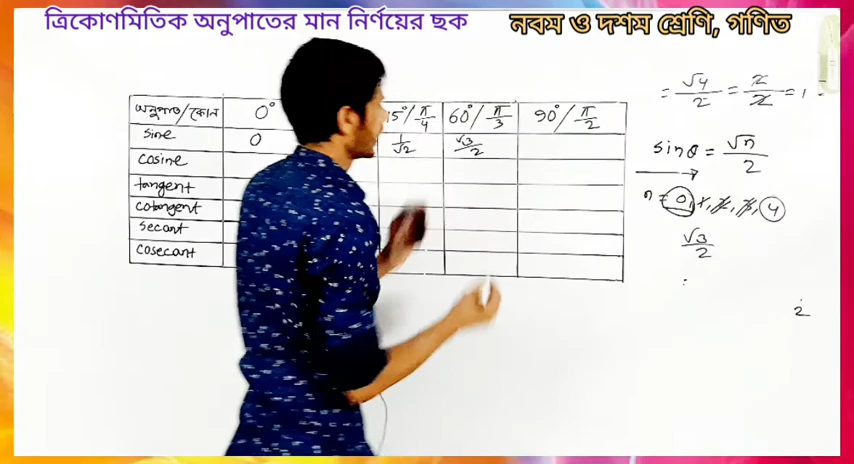 ত্রিকোণমিতিক অনুপাতের মান নির্ণয়ের ছক
নবম ও দশম শ্রেণি, গণিত
= √4/2 = 2/2 = 1
অনুপাত/কোন 0° 5°/π/4 60°/π/3 90°/π/2
sine 0 1/√2 √3/2
cosine
tangent
cotangent
secant
cosecant
sinθ = √n/2
n = 0, 1, 2, 3, 4
√3/2
2